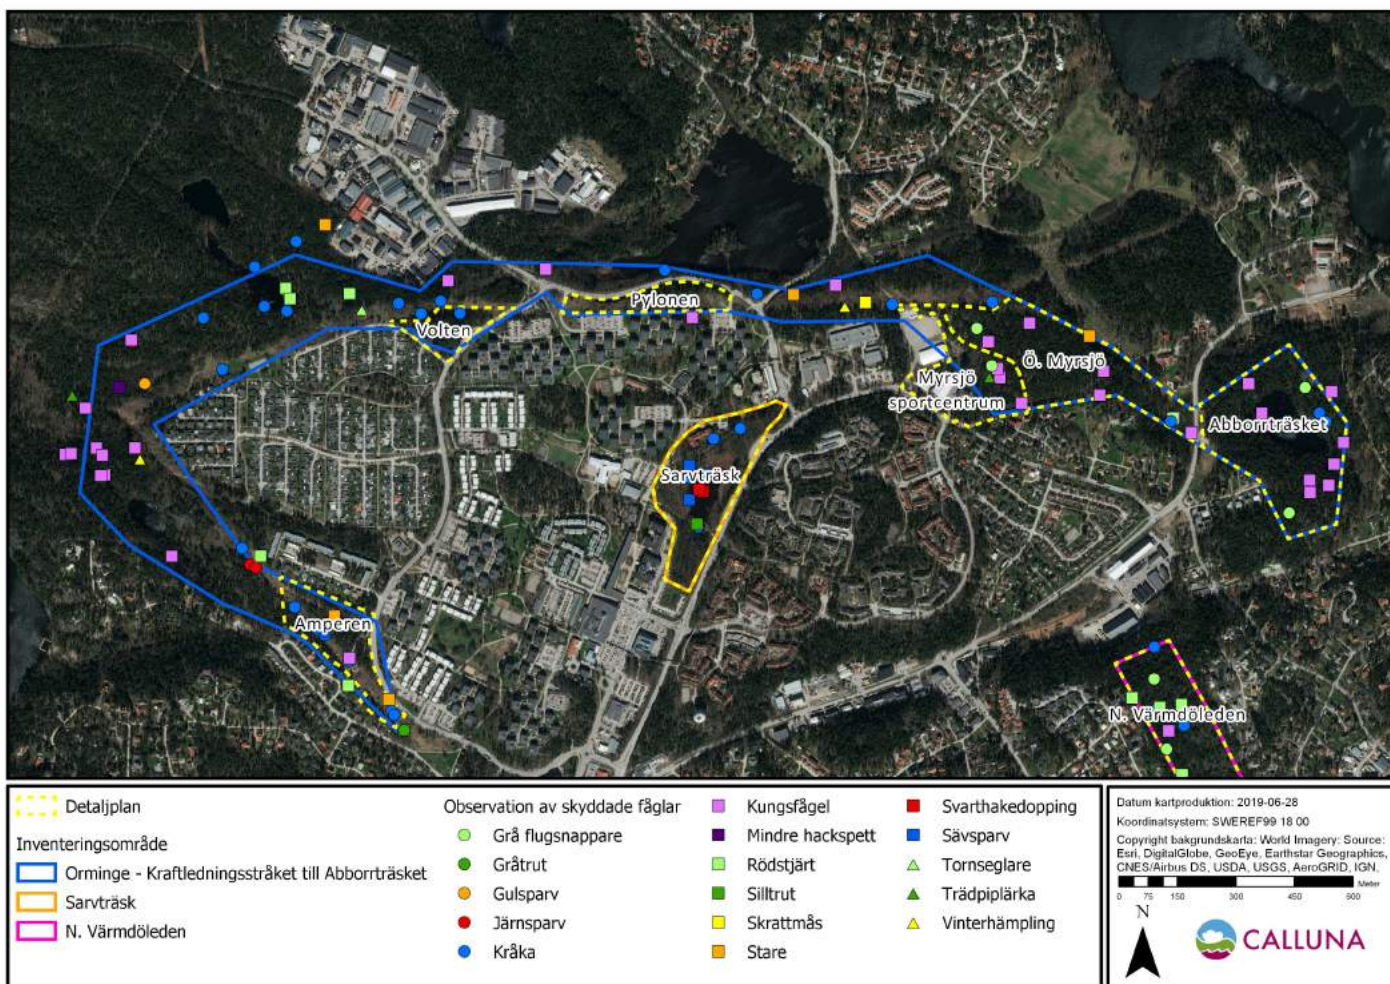 Volten
Pylonen
Ö. Myrsjö
Myrsjö
sportcentrum
Abborrträsket
Sarvträsk
Amperen
N. Värmdöleden
Detaljplan
Inventeringsområde
Orminge - Kraftledningsstråket till Abborrträsket
Sarvträsk
N. Värmdöleden
Observation av skyddade fåglar
Grå flugsnappare
Gråtrut
Gulsparv
Järnsparv
Kråka
Kungsfågel
Mindre hackspett
Rödstjärt
Silltrut
Skrattmås
Stare
Svarthakedopping
Sävsparv
Tornseglare
Trädpiplärka
Vinterhämpling
Datum kartproduktion: 2019-06-28
Koordinatsystem: SWEREF99 18 00
Copyright bakgrundskarta: World Imagery: Source:
Esri, DigitalGlobe, GeoEye, Earthstar Geographics,
CNES/Airbus DS, USDA, USGS, AeroGRID, IGN,
Meter
0 75 150 300 450 600
N
CALLUNA